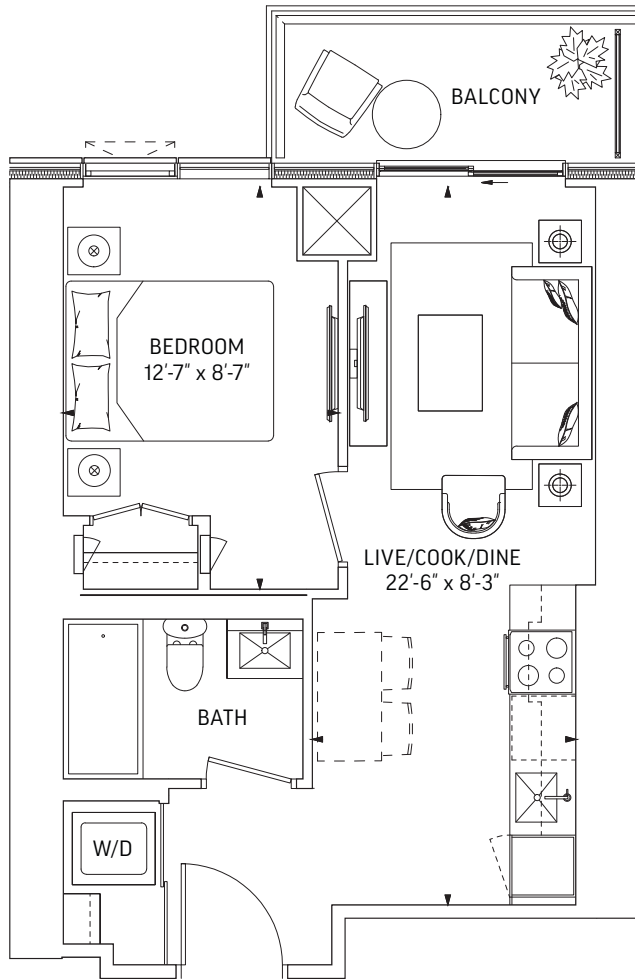 BALCONY
BEDROOM
12'-7" x 8'-7"
LIVE/COOK/DINE
22'-6" x 8'-3"
BATH
W/D